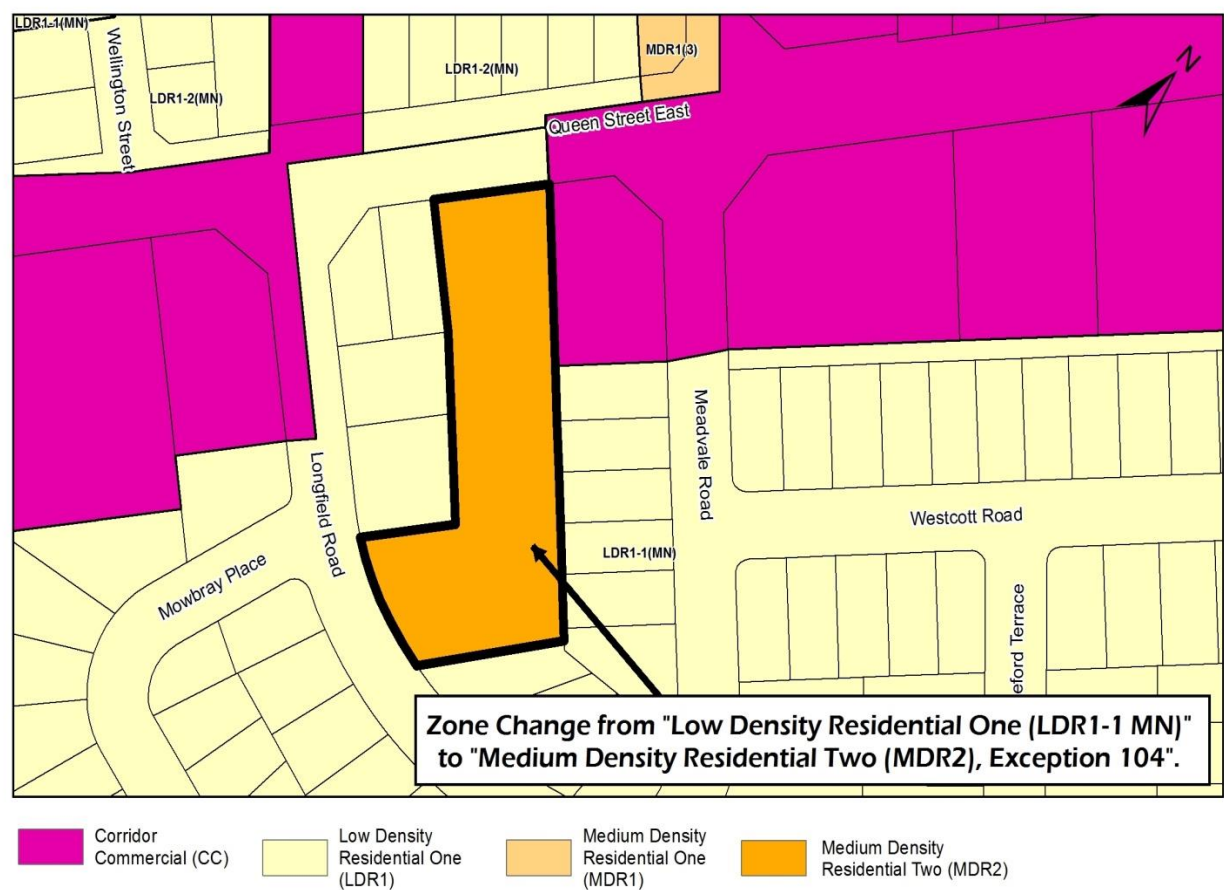 LDR1-1(MN)
Wellington Street
LDR1-2(MN)
LDR1-2(MN)
MDR1(3)
Queen Street East
N
Longfield Road
Mowbray Place
Meadvale Road
Westcott Road
LDR1-1(MN)
eford Terrace
Zone Change from "Low Density Residential One (LDR1-1 MN)"
to "Medium Density Residential Two (MDR2), Exception 104".
Corridor
Commercial (CC)
Low Density
Residential One
(LDR1)
Medium Density
Residential One
(MDR1)
Medium Density
Residential Two (MDR2)